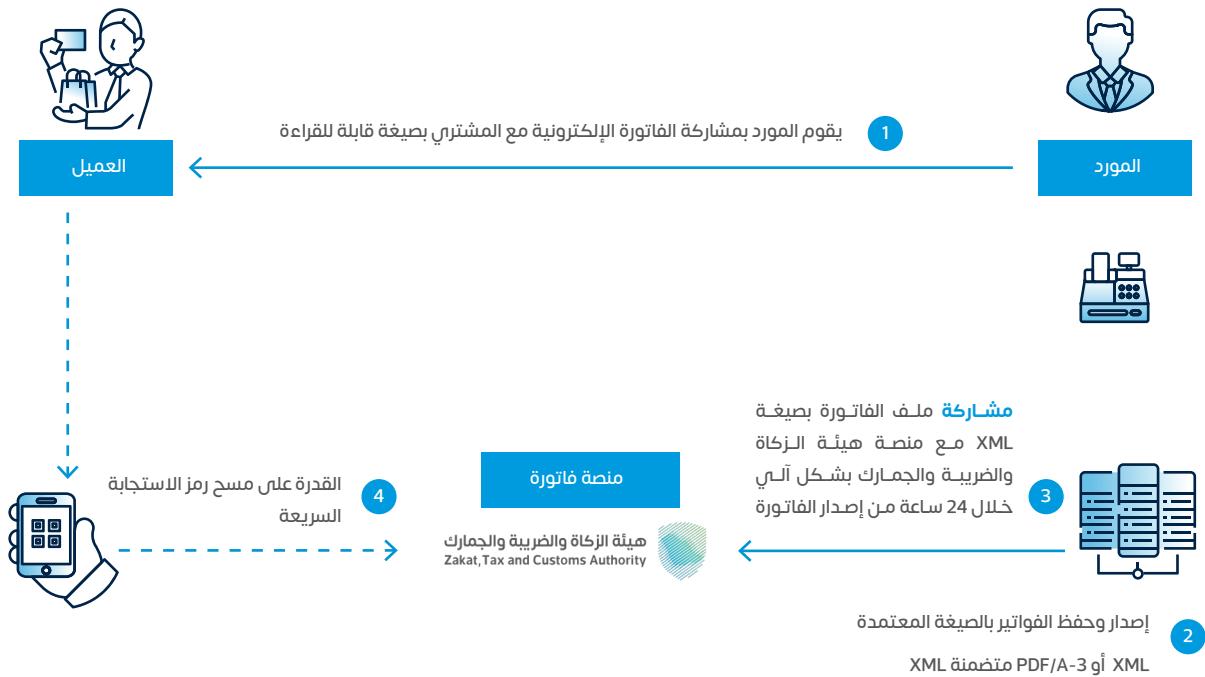 1
يقوم المورد بمشاركة الفاتورة الإلكترونية مع المشتري بصيغة قابلة للقراءة
المورد
العميل
مشاركة ملف الفاتورة بصيغة
XML مع منصة هيئة الزكاة
والضريبة والجمارك بشكل آلي
خلال 24 ساعة من إصدار الفاتورة
3
منصة فاتورة
هيئة الزكاة والضريبة والجمارك
Zakat, Tax and Customs Authority
4
القدرة على مسح رمز الاستجابة
السريعة
2
إصدار وحفظ الفواتير بالصيغة المعتمدة
XML أو PDF/A-3 متضمنة XML